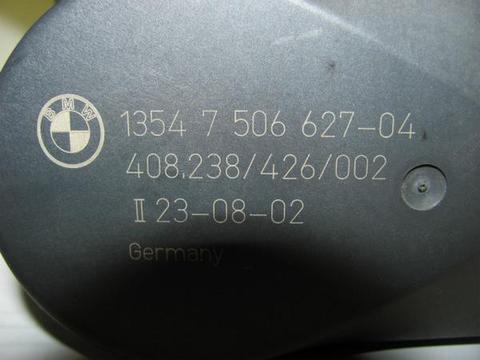 BMW
1354 7 506 627-04
408.238/426/002
II 23-08-02
Germany